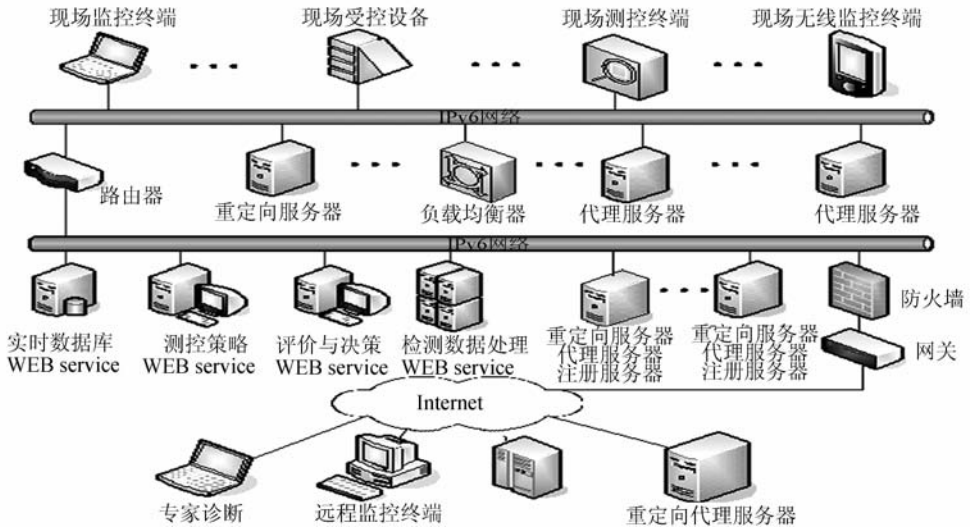 现场监控终端
现场受控设备
现场测控终端
现场无线监控终端
IPv6网络
路由器
重定向服务器
负载均衡器
代理服务器
代理服务器
IPv6网络
实时数据库
WEB service
测控策略
WEB service
评价与决策
WEB service
检测数据处理
WEB service
重定向服务器
代理服务器
注册服务器
重定向服务器
代理服务器
注册服务器
防火墙
网关
Internet
专家诊断
远程监控终端
重定向代理服务器